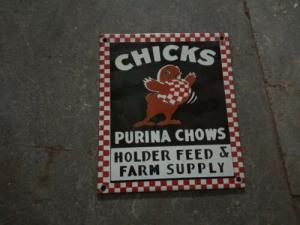 CHICKS
PURINA CHOWS
HOLDER FEED &
FARM SUPPLY